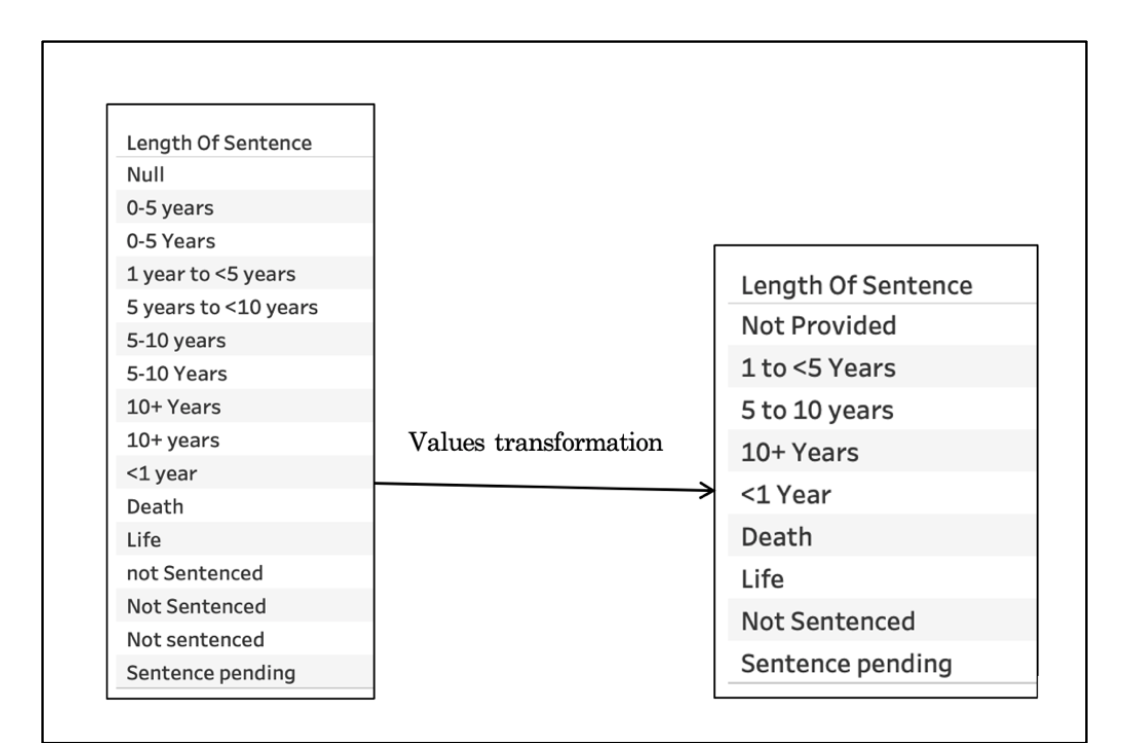 Length Of Sentence
Null
0-5 years
0-5 Years
1 year to <5 years
5 years to <10 years
5-10 years
5-10 Years
10+ Years
10+ years
<1 year
Death
Life
not Sentenced
Not Sentenced
Not sentenced
Sentence pending
Values transformation
Length Of Sentence
Not Provided
1 to <5 Years
5 to 10 years
10+ Years
<1 Year
Death
Life
Not Sentenced
Sentence pending